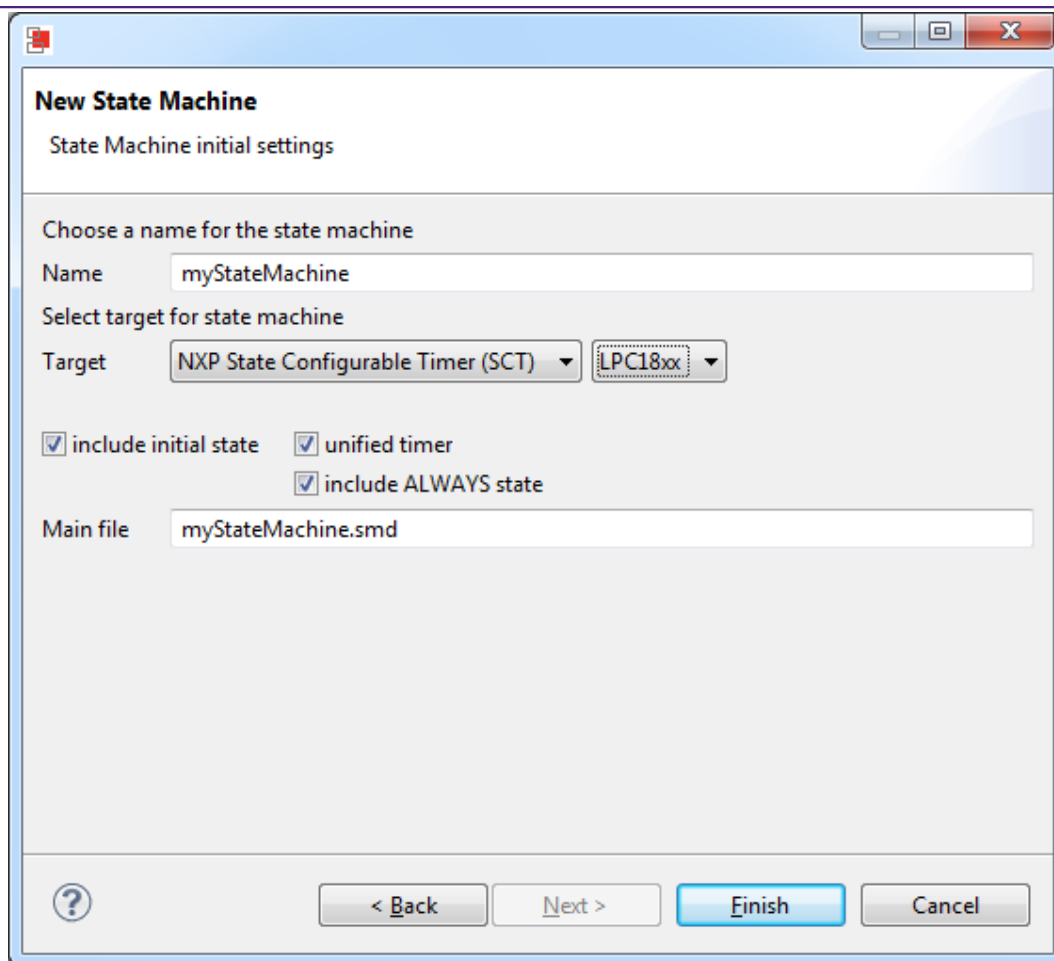 New State Machine
State Machine initial settings
Choose a name for the state machine
Name myStateMachine
Select target for state machine
Target NXP State Configurable Timer (SCT) LPC18xx
include initial state unified timer
include ALWAYS state
Main file myStateMachine.smd
? < Back Next > Finish Cancel